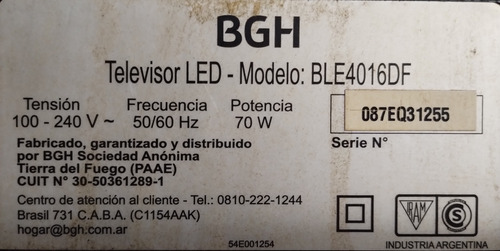 BGH
Televisor LED - Modelo: BLE4016DF
Tensión Frecuencia Potencia
100 - 240 V ~ 50/60 Hz 70 W
087EQ31255
Serie N°
Fabricado, garantizado y distribuido
por BGH Sociedad Anónima
Tierra del Fuego (PAAE)
CUIT N° 30-50361289-1
Centro de atención al cliente - Tel.: 0810-222-1244
Brasil 731 C.A.B.A. (C1154AAK)
hogar@bgh.com.ar
IRAM
S
54E001254
INDUSTRIA ARGENTINA